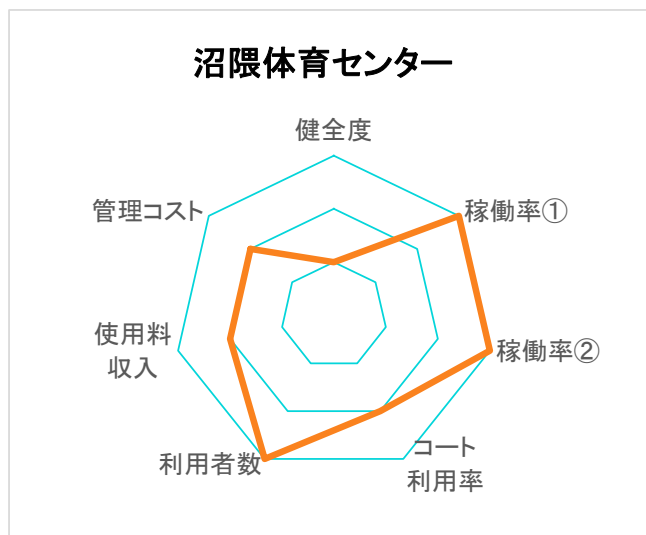 沼隈体育センター
健全度
稼働率①
稼働率②
コート
利用率
利用者数
使用料
収入
管理コスト